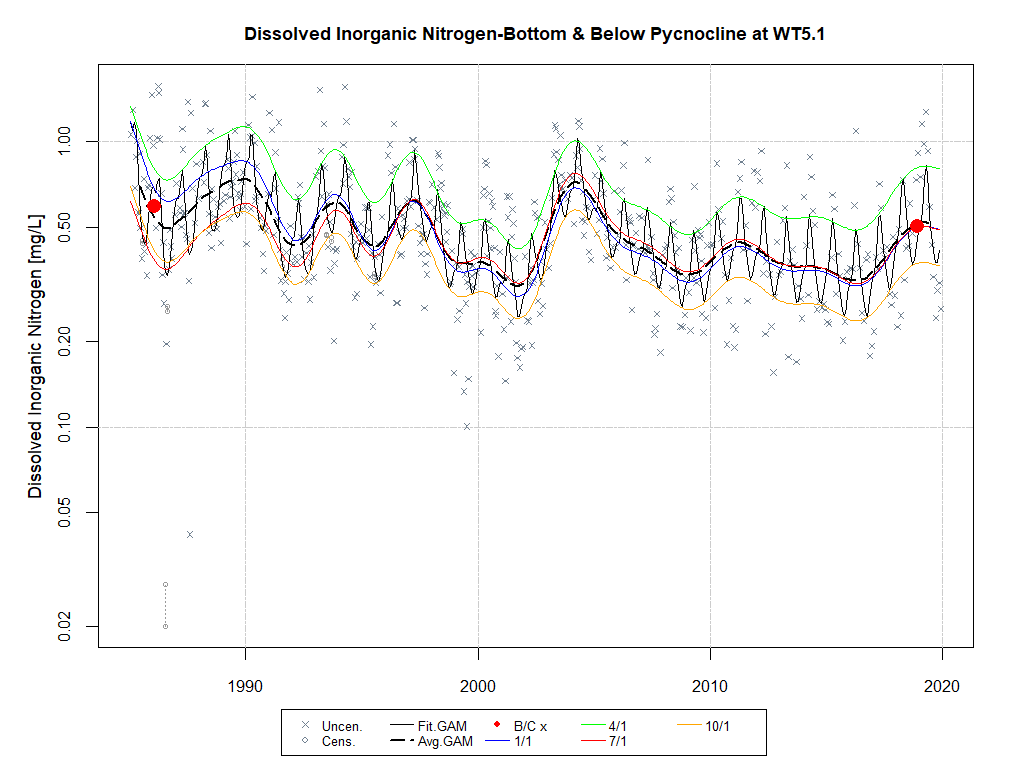 Dissolved Inorganic Nitrogen-Bottom & Below Pycnocline at WT5.1
Dissolved Inorganic Nitrogen [mg/L]
1.00
0.50
0.20
0.10
0.05
0.02
1990 2000 2010 2020
Uncen. Fit.GAM B/C x 4/1 10/1
Cens. Avg.GAM 1/1 7/1